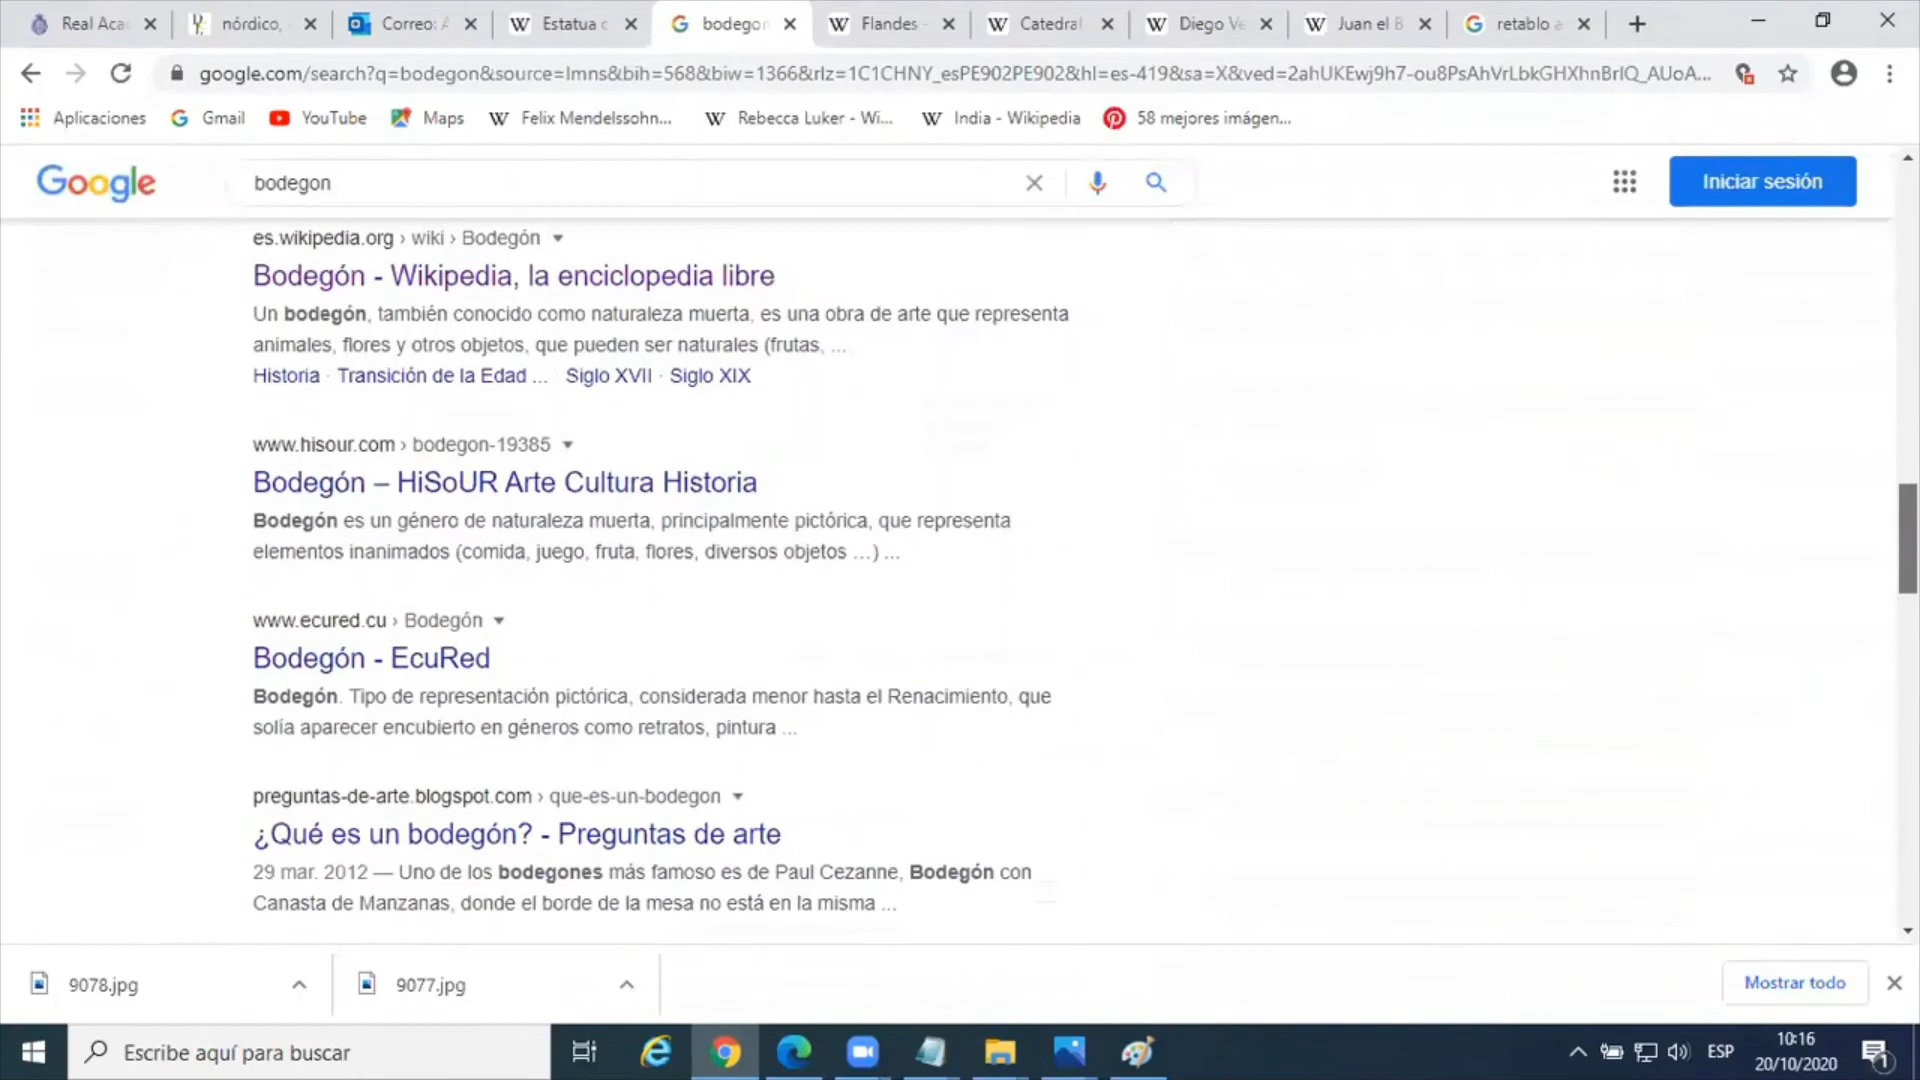 Real Aca
nórdico,
Correo: A
Estatua c
bodegon
Flandes -
Catedral
Diego Ve
Juan el B
retablo a
google.com/search?q=bodegon&source=lmns&bih=568&biw=1366&rlz=1C1CHNY_esPE902PE902&hl=es-419&sa=X&ved=2ahUKEwj9h7-ou8PsAhVrLbkGHXhnBrIQ_AUoA...
Aplicaciones
Gmail
YouTube
Maps
Felix Mendelssohn...
Rebecca Luker - Wi...
India - Wikipedia
58 mejores imágen...
Google
bodegon
Iniciar sesión
es.wikipedia.org › wiki › Bodegón
Bodegón - Wikipedia, la enciclopedia libre
Un bodegón, también conocido como naturaleza muerta, es una obra de arte que representa
animales, flores y otros objetos, que pueden ser naturales (frutas, ...
Historia · Transición de la Edad ... · Siglo XVII · Siglo XIX
www.hisour.com › bodegon-19385
Bodegón – HiSoUR Arte Cultura Historia
Bodegón es un género de naturaleza muerta, principalmente pictórica, que representa
elementos inanimados (comida, juego, fruta, flores, diversos objetos ...) ...
www.ecured.cu › Bodegón
Bodegón - EcuRed
Bodegón. Tipo de representación pictórica, considerada menor hasta el Renacimiento, que
solía aparecer encubierto en géneros como retratos, pintura ...
preguntas-de-arte.blogspot.com › que-es-un-bodegon
¿Qué es un bodegón? - Preguntas de arte
29 mar. 2012 — Uno de los bodegones más famoso es de Paul Cezanne, Bodegón con
Canasta de Manzanas, donde el borde de la mesa no está en la misma ...
9078.jpg
9077.jpg
Mostrar todo
Escribe aquí para buscar
ESP
10:16
20/10/2020
1